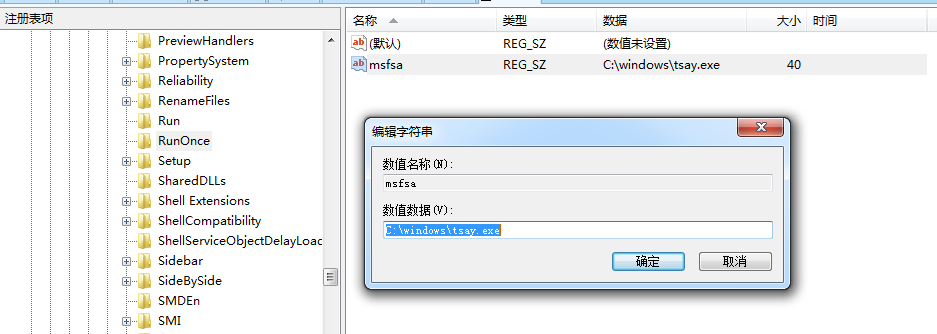 注册表项
PreviewHandlers
PropertySystem
Reliability
RenameFiles
Run
RunOnce
Setup
SharedDLLs
Shell Extensions
ShellCompatibility
ShellServiceObjectDelayLoad
Sidebar
SideBySide
SMDEn
SMI
名称 类型 数据 大小 时间
(默认) REG_SZ (数值未设置)
msfsa REG_SZ C:\windows\tsay.exe 40
编辑字符串
数值名称(N):
msfsa
数值数据(V):
C:\windows\tsay.exe
确定 取消